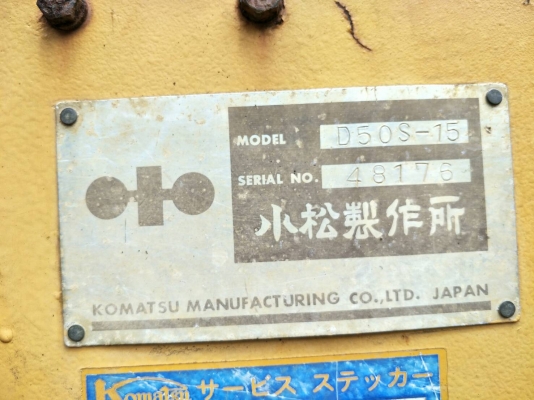 MODEL D50S-15
SERIAL NO. 48176
小松製作所
KOMATSU MANUFACTURING CO.,LTD. JAPAN
Komatsu サービス ステッカー